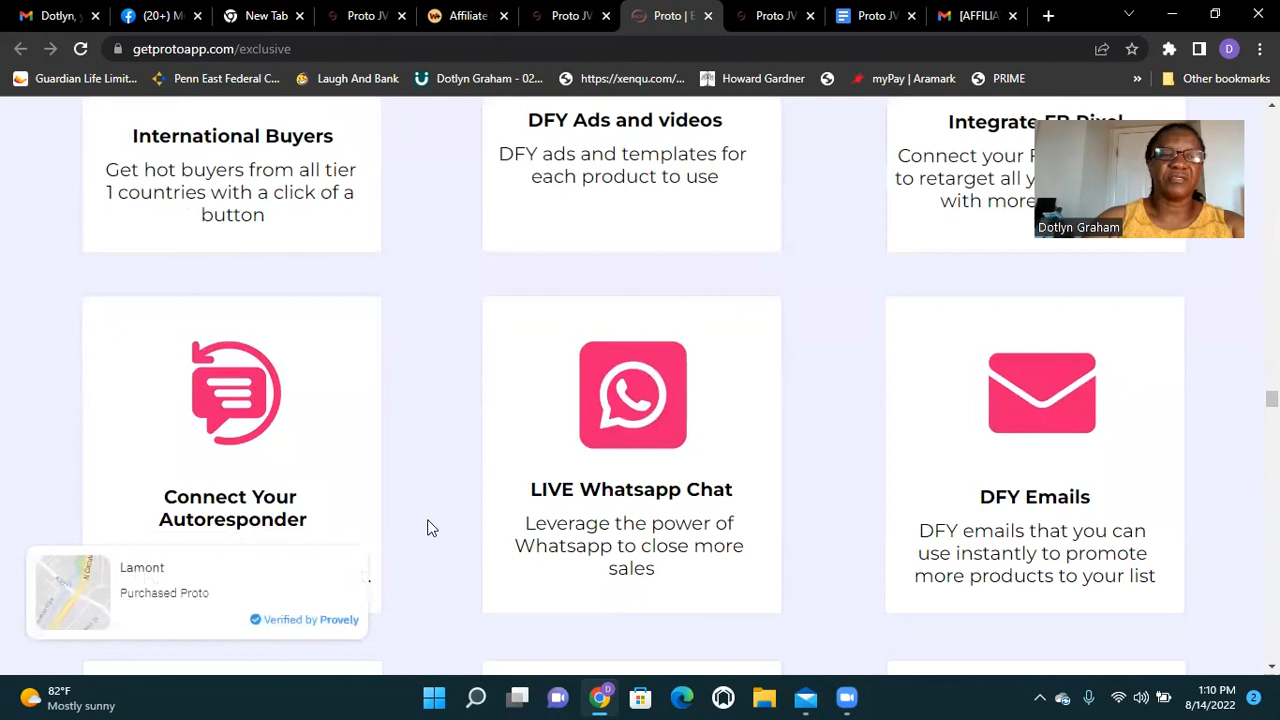 Dotlyn,
(20+) M
New Tab
Proto JV
Affiliate
Proto JV
Proto | E
Proto JV
Proto JV
[AFFILIA
getprotoapp.com/exclusive
D
Guardian Life Limit...
Penn East Federal C...
Laugh And Bank
Dotlyn Graham - 02...
https://xenqu.com/...
Howard Gardner
myPay | Aramark
PRIME
»
Other bookmarks
International Buyers
Get hot buyers from all tier
1 countries with a click of a
button
DFY Ads and videos
DFY ads and templates for
each product to use
Integrate FB Pixel
Connect your
to retarget all
with more
Dotlyn Graham
Connect Your
Autoresponder
LIVE Whatsapp Chat
Leverage the power of
Whatsapp to close more
sales
DFY Emails
DFY emails that you can
use instantly to promote
more products to your list
Lamont
Purchased Proto
Verified by Provely
82°F
Mostly sunny
1:10 PM
8/14/2022
2